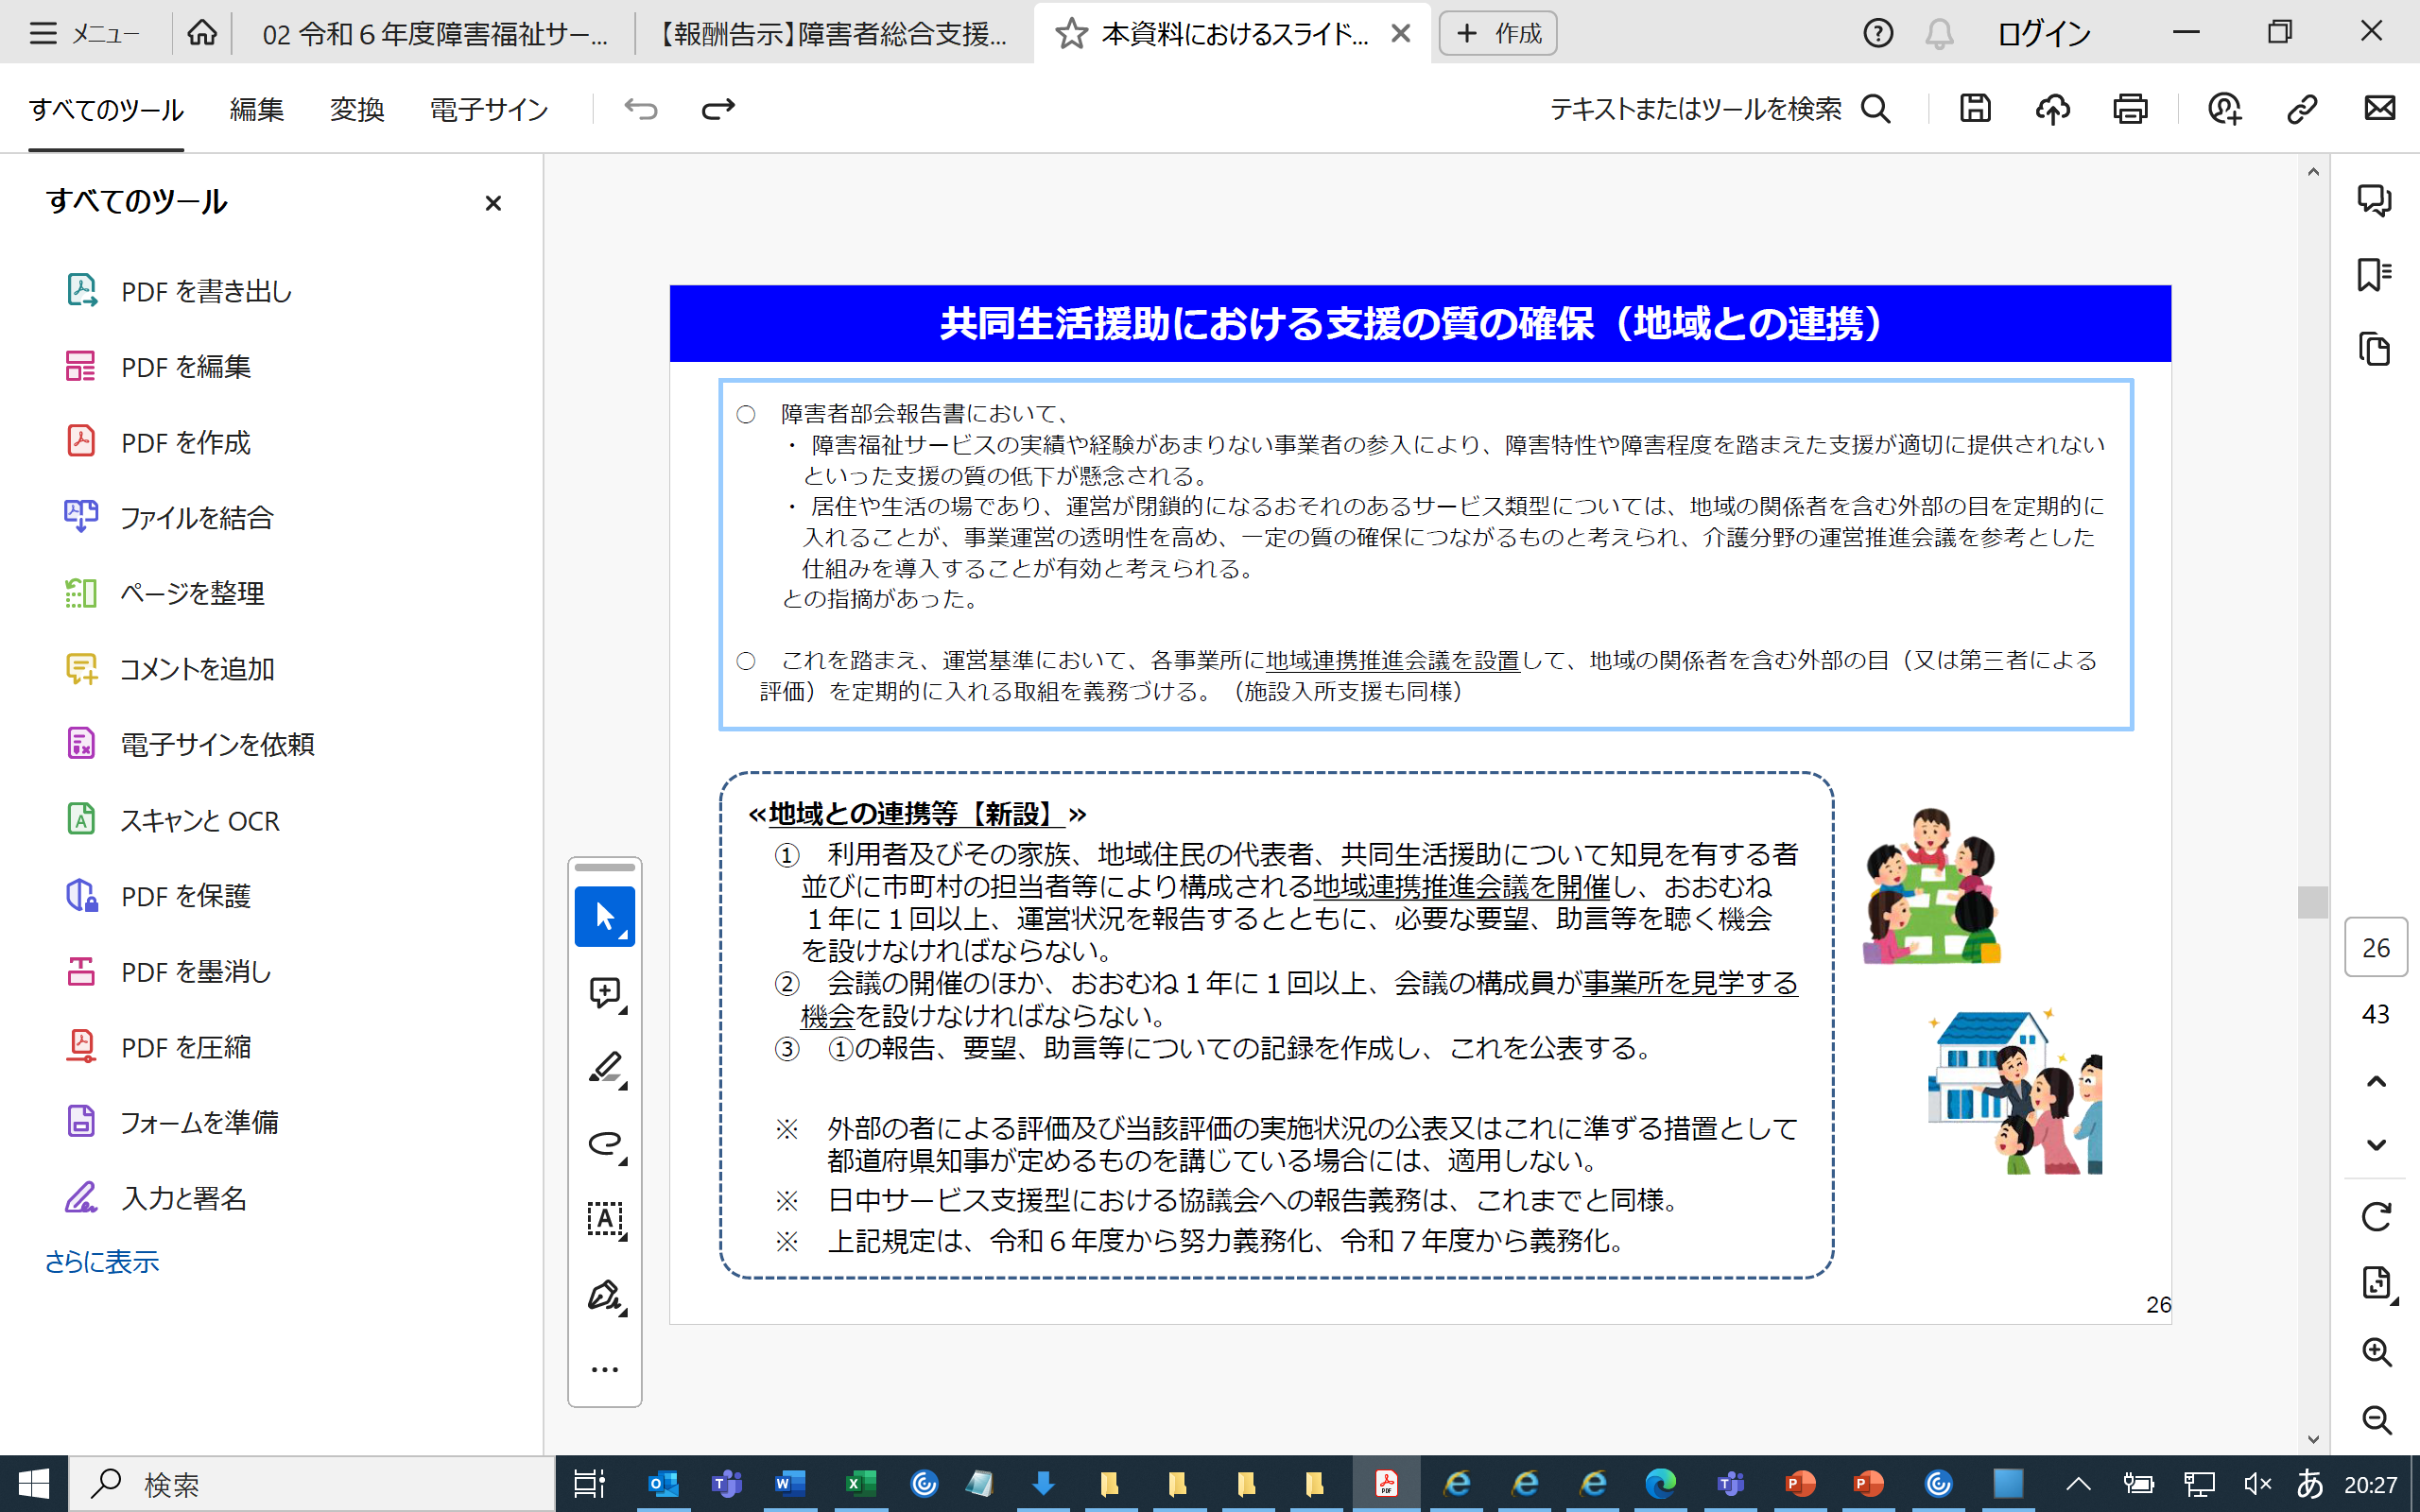 メニュー
02 令和６年度障害福祉サー...
【報酬告示】障害者総合支援...
本資料におけるスライド...
作成
ログイン
すべてのツール
編集
変換
電子サイン
テキストまたはツールを検索
すべてのツール
PDF を書き出し
PDF を編集
PDF を作成
ファイルを結合
ページを整理
コメントを追加
電子サインを依頼
スキャンと OCR
PDF を保護
PDF を墨消し
PDF を圧縮
フォームを準備
入力と署名
さらに表示
共同生活援助における支援の質の確保（地域との連携）
○　障害者部会報告書において、
・ 障害福祉サービスの実績や経験があまりない事業者の参入により、障害特性や障害程度を踏まえた支援が適切に提供されない
といった支援の質の低下が懸念される。
・ 居住や生活の場であり、運営が閉鎖的になるおそれのあるサービス類型については、地域の関係者を含む外部の目を定期的に
入れることが、事業運営の透明性を高め、一定の質の確保につながるものと考えられ、介護分野の運営推進会議を参考とした
仕組みを導入することが有効と考えられる。
との指摘があった。
○　これを踏まえ、運営基準において、各事業所に地域連携推進会議を設置して、地域の関係者を含む外部の目（又は第三者による
評価）を定期的に入れる取組を義務づける。（施設入所支援も同様）
≪地域との連携等【新設】≫
①　利用者及びその家族、地域住民の代表者、共同生活援助について知見を有する者
並びに市町村の担当者等により構成される地域連携推進会議を開催し、おおむね
１年に１回以上、運営状況を報告するとともに、必要な要望、助言等を聴く機会
を設けなければならない。
②　会議の開催のほか、おおむね１年に１回以上、会議の構成員が事業所を見学する
機会を設けなければならない。
③　①の報告、要望、助言等についての記録を作成し、これを公表する。
※　外部の者による評価及び当該評価の実施状況の公表又はこれに準ずる措置として
都道府県知事が定めるものを講じている場合には、適用しない。
※　日中サービス支援型における協議会への報告義務は、これまでと同様。
※　上記規定は、令和６年度から努力義務化、令和７年度から義務化。
26
26
43
検索
あ
20:27